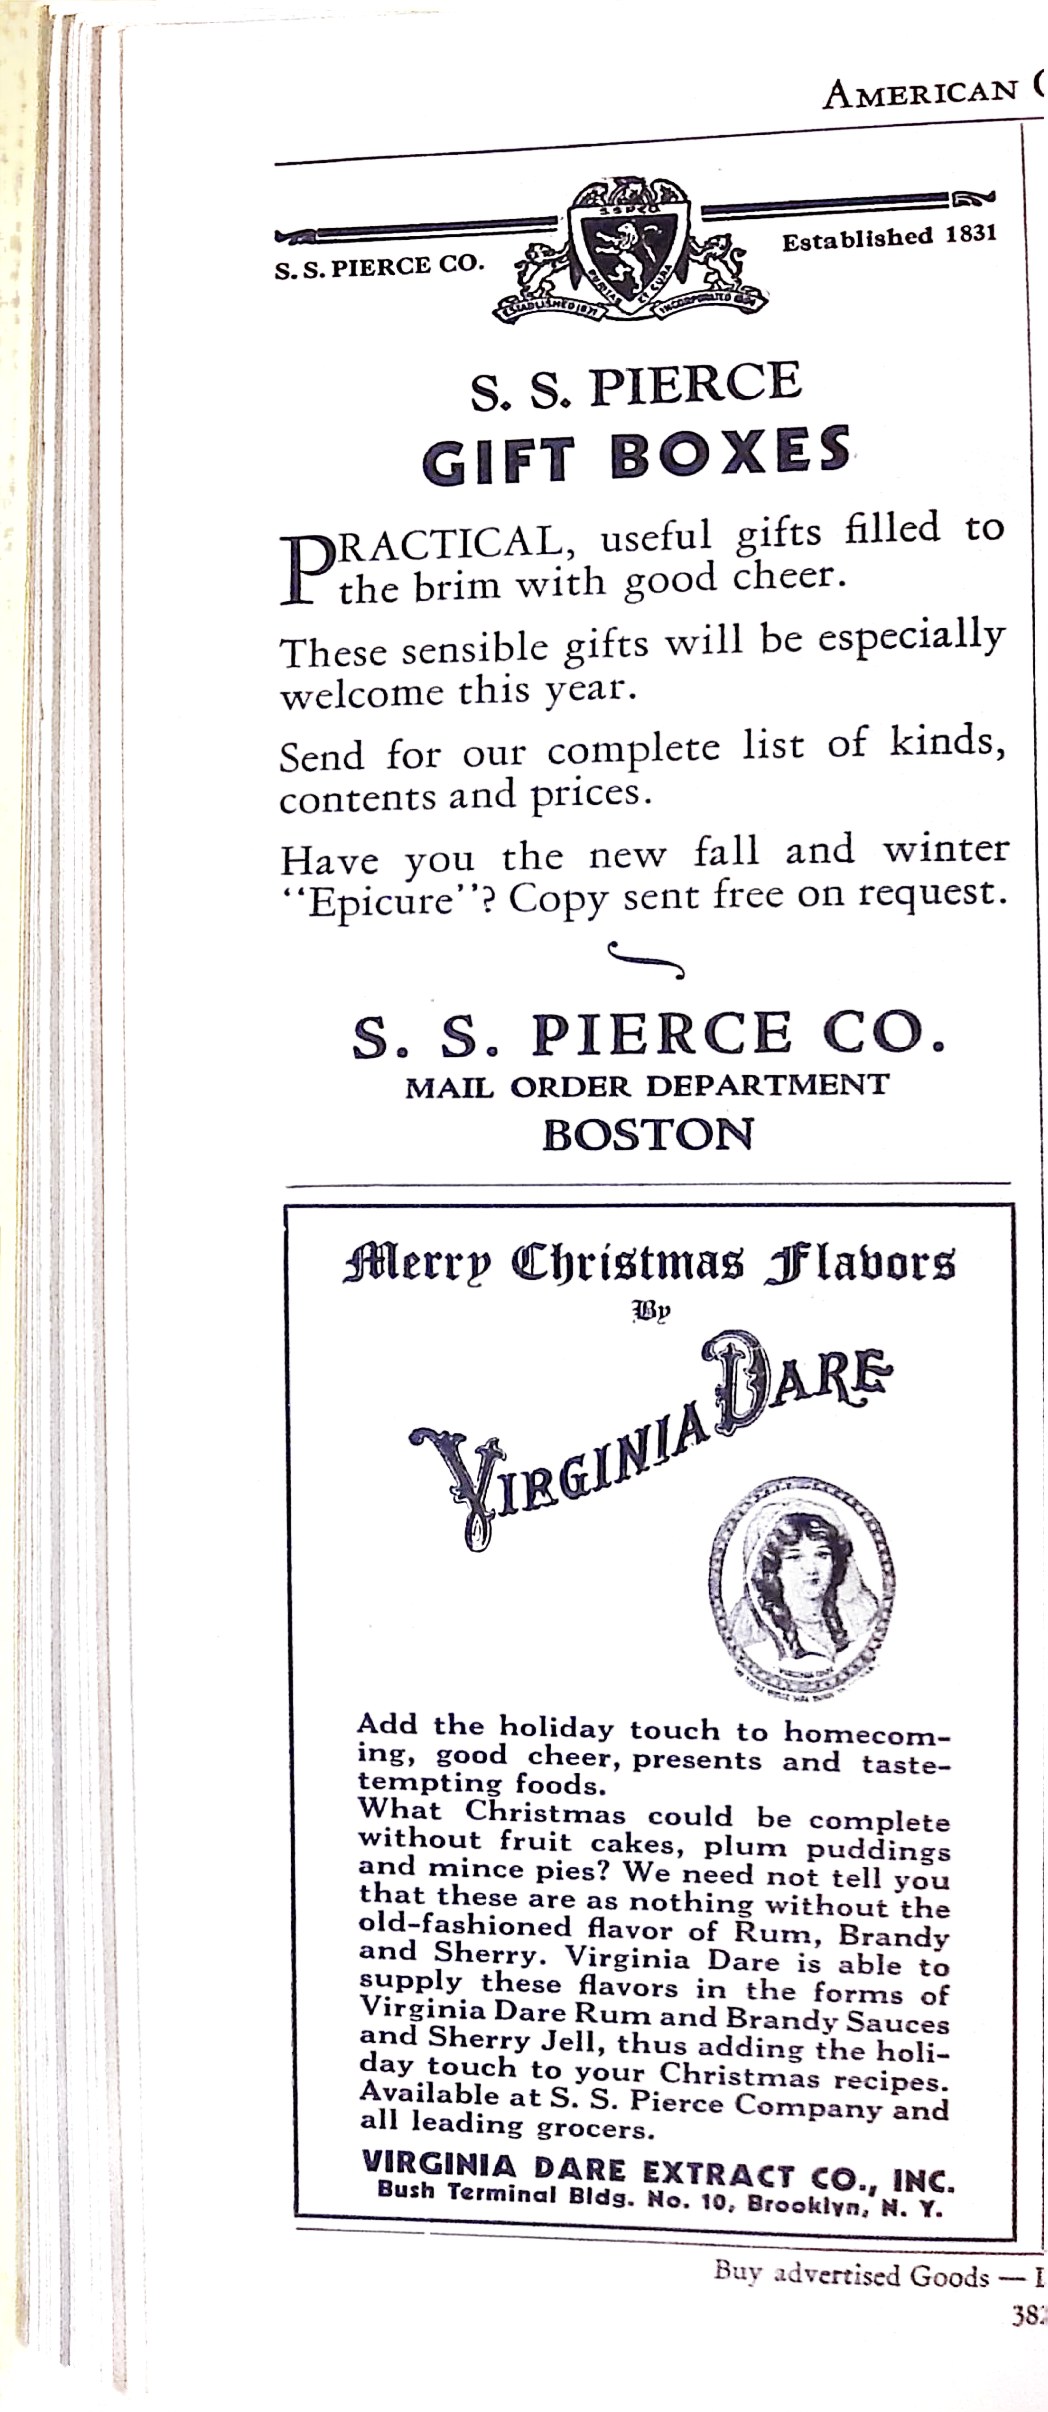 AMERICAN
S. S. PIERCE CO.
Established 1831
ESTABLISHED 1831
INCORPORATED
S. S. PIERCE
GIFT BOXES
PRACTICAL, useful gifts filled to
the brim with good cheer.
These sensible gifts will be especially
welcome this year.
Send for our complete list of kinds,
contents and prices.
Have you the new fall and winter
"Epicure"? Copy sent free on request.
S. S. PIERCE CO.
MAIL ORDER DEPARTMENT
BOSTON
Merry Christmas Flavors
By
VIRGINIA DARE
VIRGINIA DARE
Add the holiday touch to homecom-
ing, good cheer, presents and taste-
tempting foods.
What Christmas could be complete
without fruit cakes, plum puddings
and mince pies? We need not tell you
that these are as nothing without the
old-fashioned flavor of Rum, Brandy
and Sherry. Virginia Dare is able to
supply these flavors in the forms of
Virginia Dare Rum and Brandy Sauces
and Sherry Jell, thus adding the holi-
day touch to your Christmas recipes.
Available at S. S. Pierce Company and
all leading grocers.
VIRGINIA DARE EXTRACT CO., INC.
Bush Terminal Bldg. No. 10, Brooklyn, N. Y.
Buy advertised Goods —
38